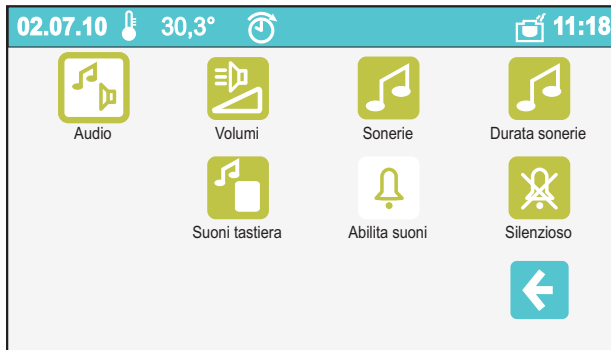 02.07.10 30,3° 11:18
Audio Volumi Sonerie Durata sonerie
Suoni tastiera Abilita suoni Silenzioso